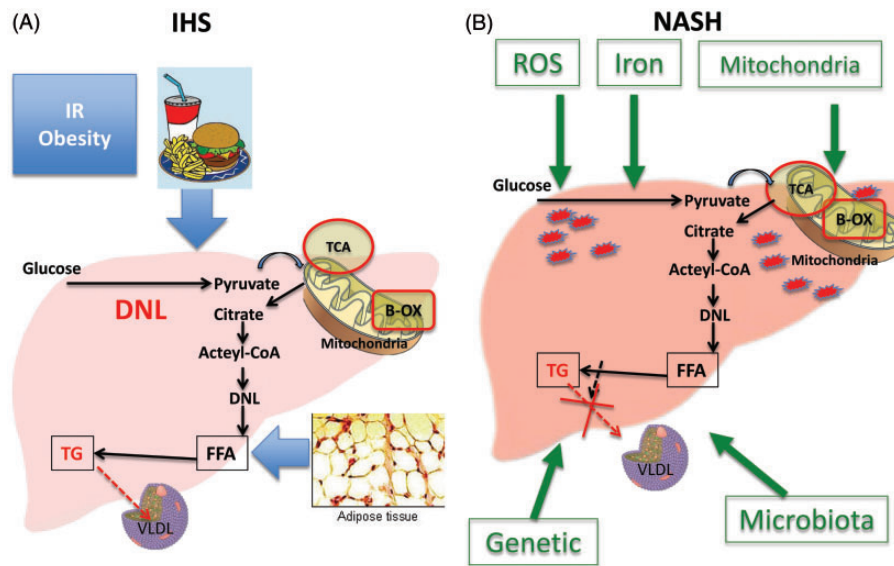 (A)
IHS
IR
Obesity
Glucose
DNL
Pyruvate
TCA
Citrate
B-OX
Mitochondria
Acteyl-CoA
DNL
TG
FFA
VLDL
Adipose tissue
(B)
NASH
ROS
Iron
Mitochondria
Glucose
Pyruvate
TCA
Citrate
B-OX
Mitochondria
Acteyl-CoA
DNL
TG
FFA
VLDL
Genetic
Microbiota